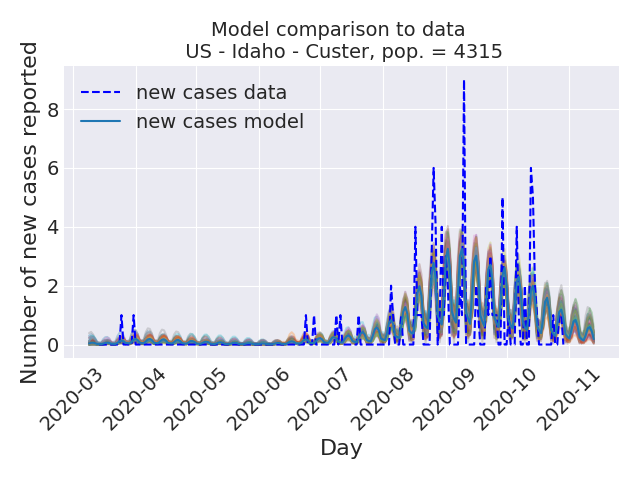 Model comparison to data
US - Idaho - Custer, pop. = 4315
new cases data
new cases model
Number of new cases reported
8
6
4
2
0
2020-03
2020-04
2020-05
2020-06
2020-07
2020-08
2020-09
2020-10
2020-11
Day